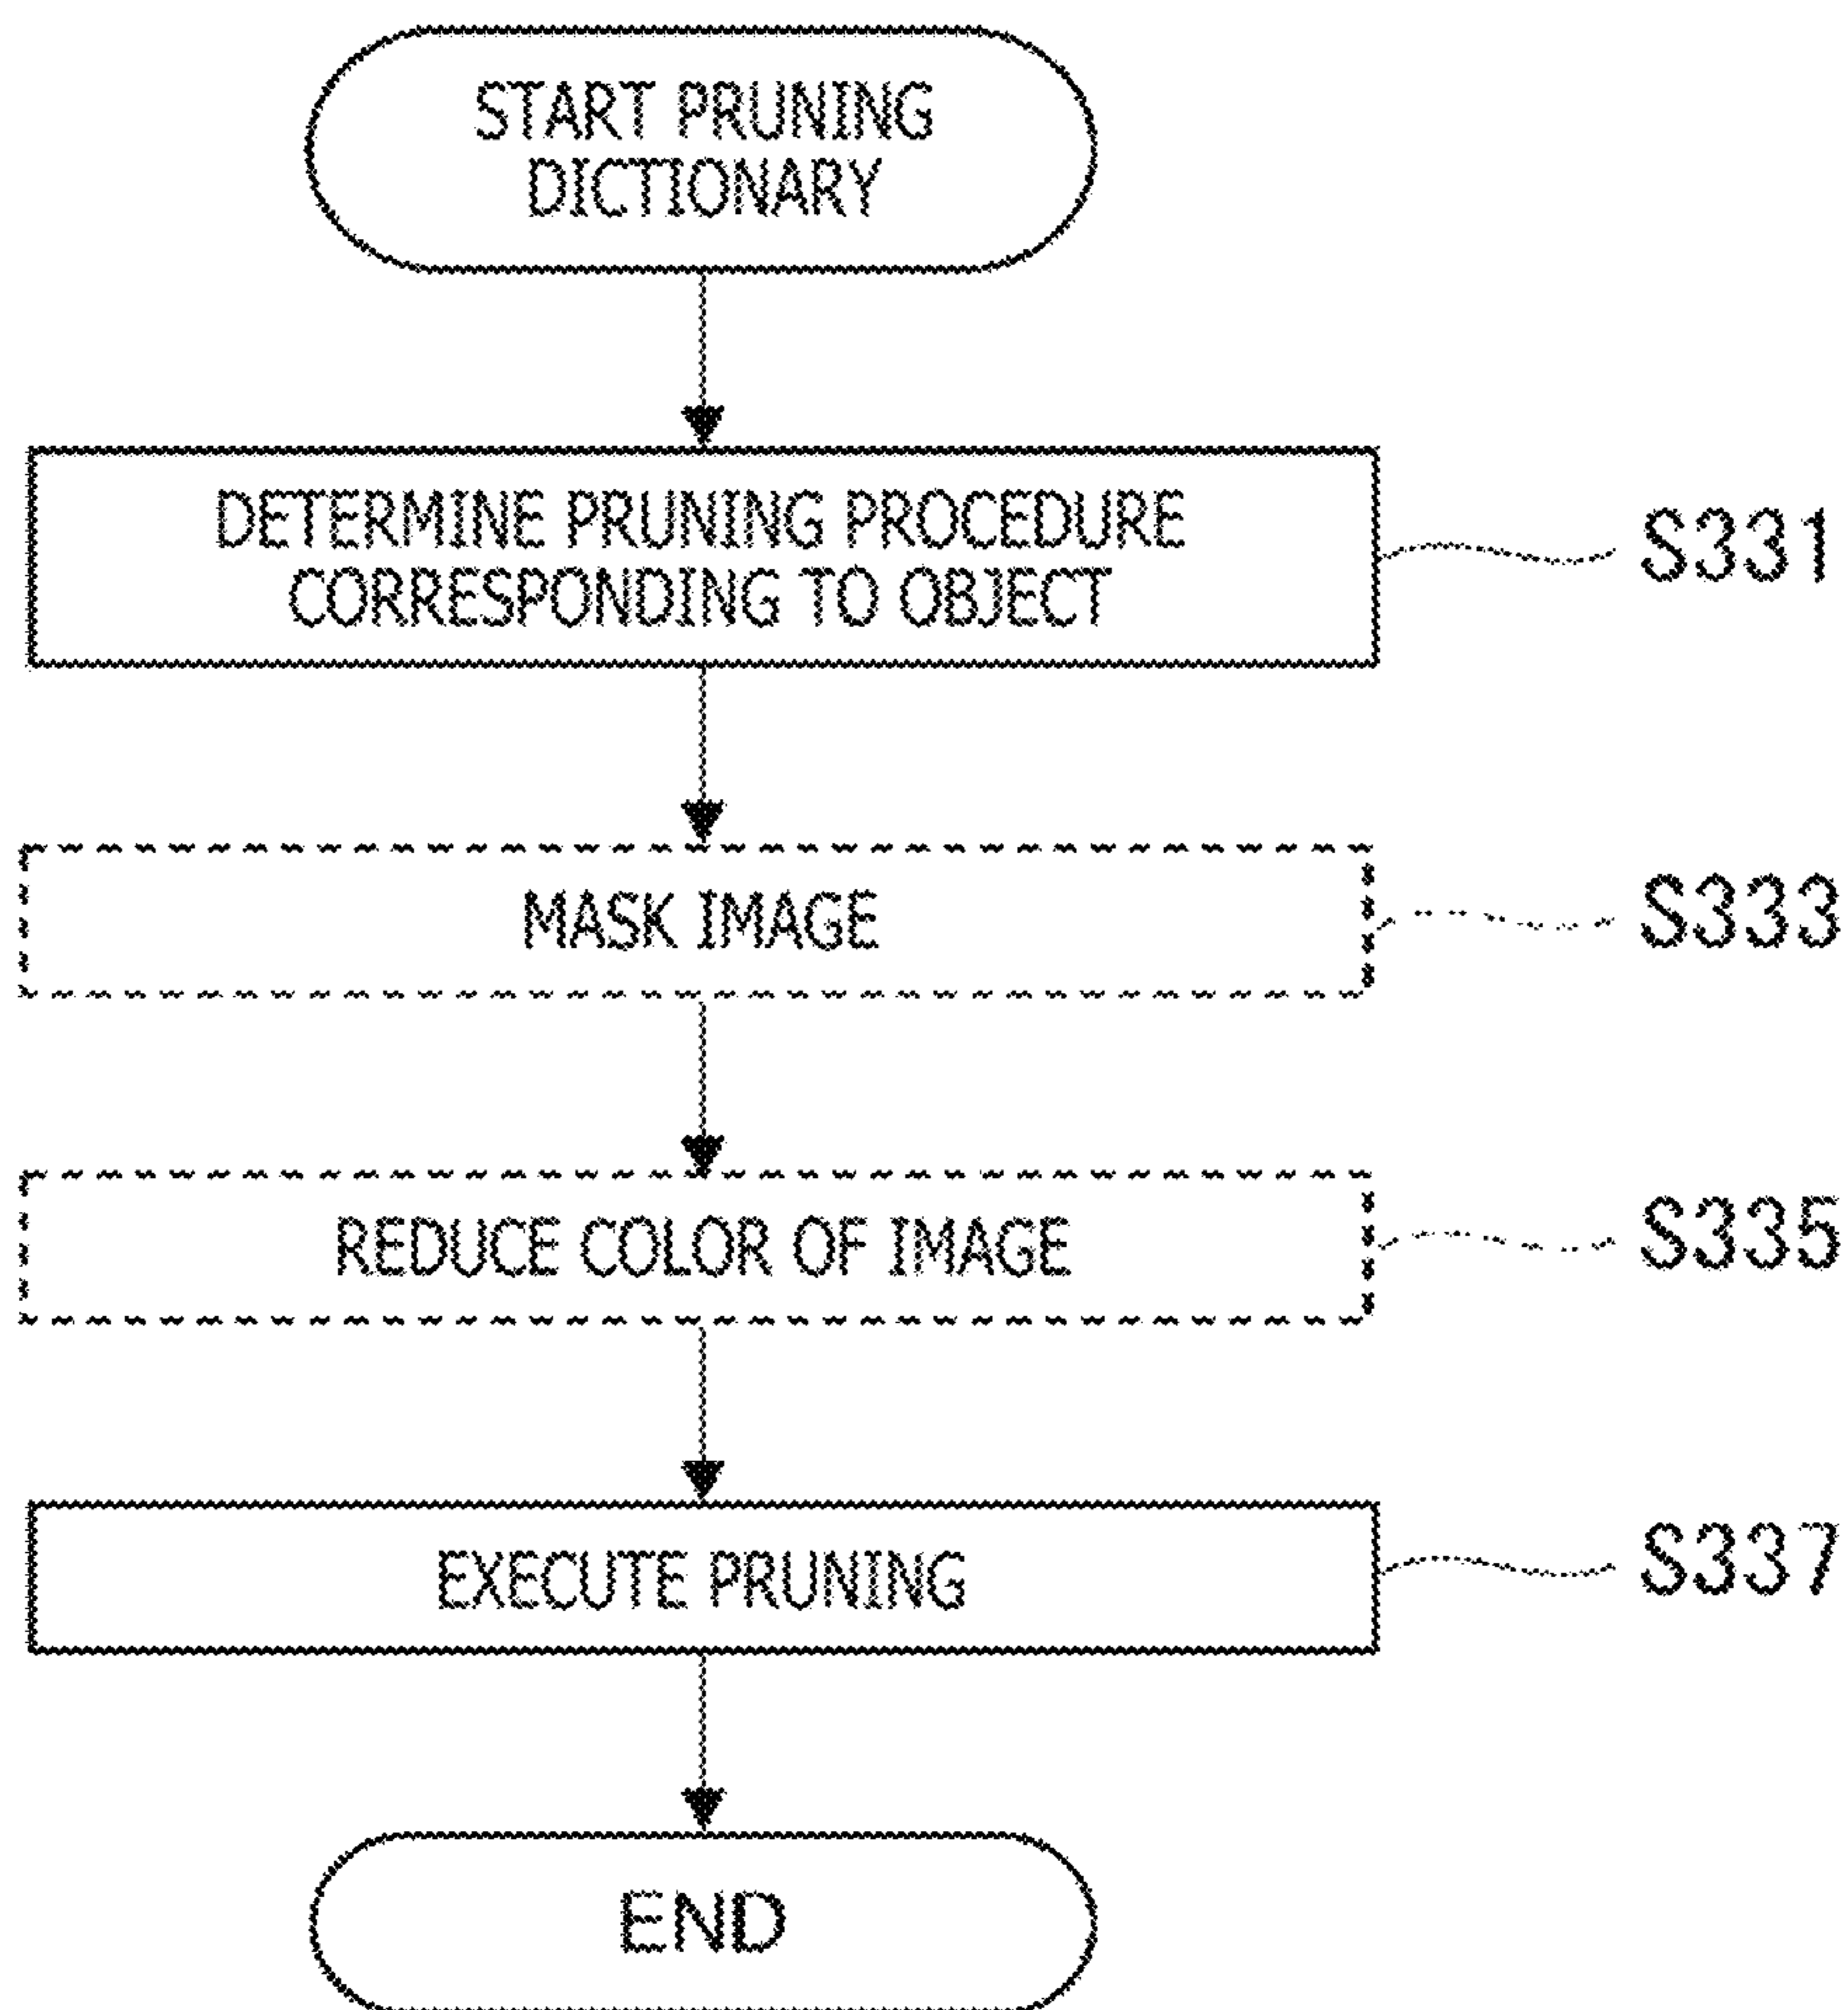 START PRUNING
DICTIONARY
DETERMINE PRUNING PROCEDURE
CORRESPONDING TO OBJECT
S331
MASK IMAGE
S333
REDUCE COLOR OF IMAGE
S335
EXECUTE PRUNING
S337
END